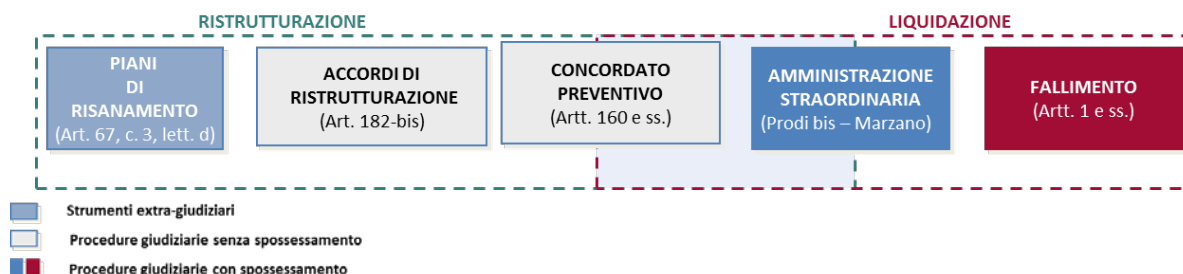 RISTRUTTURAZIONE
LIQUIDAZIONE
PIANI
DI
RISANAMENTO
(Art. 67, c. 3, lett. d)
ACCORDI DI
RISTRUTTURAZIONE
(Art. 182-bis)
CONCORDATO
PREVENTIVO
(Artt. 160 e ss.)
AMMINISTRAZIONE
STRAORDINARIA
(Prodi bis – Marzano)
FALLIMENTO
(Artt. 1 e ss.)
Strumenti extra-giudiziari
Procedure giudiziarie senza spossessamento
Procedure giudiziarie con spossessamento